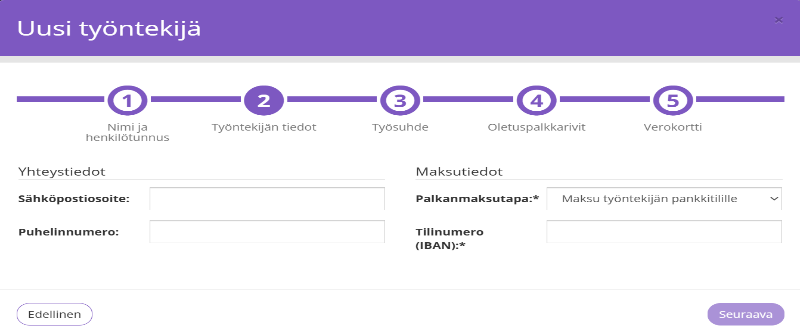 Uusi työntekijä
×
1
2
3
4
5
Nimi ja
henkilötunnus
Työntekijän tiedot
Työsuhde
Oletuspalkkarivit
Verokortti
Yhteystiedot
Sähköpostiosoite:
Puhelinnumero:
Maksutiedot
Palkanmaksutapa:* Maksu työntekijän pankkitilille
Tilinumero
(IBAN):*
Edellinen
Seuraava